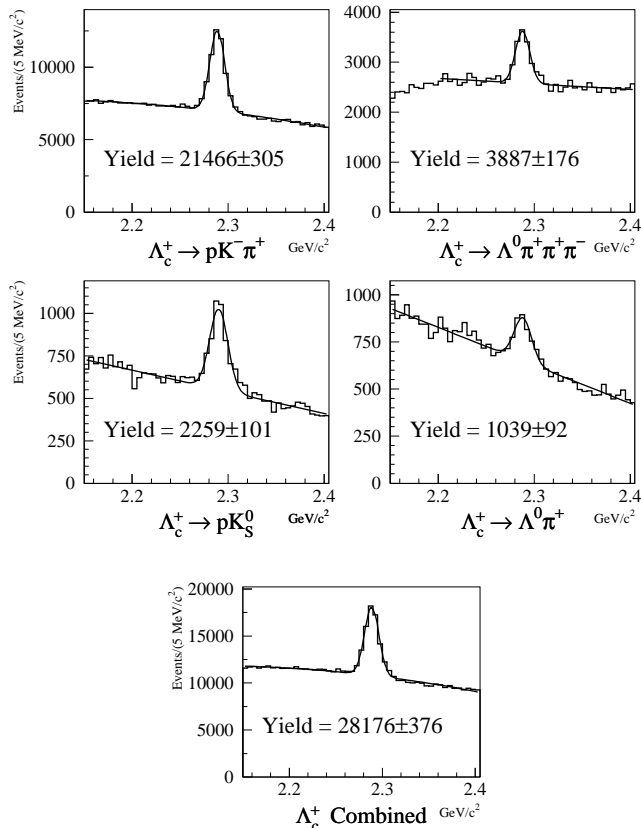 Events/(5 MeV/c²)
12500
10000
7500
5000
2500
0
Yield = 21466±305
2.2
2.3
2.4
GeV/c²
Λc⁺ → pK⁻π⁺
4000
3000
2000
1000
0
Yield = 3887±176
2.2
2.3
2.4
GeV/c²
Λc⁺ → Λ⁰π⁺π⁺π⁻
Events/(5 MeV/c²)
1000
750
500
250
0
Yield = 2259±101
2.2
2.3
2.4
GeV/c²
Λc⁺ → pK⁰S
1000
750
500
250
0
Yield = 1039±92
2.2
2.3
2.4
GeV/c²
Λc⁺ → Λ⁰π⁺
Events/(5 MeV/c²)
20000
15000
10000
5000
0
Yield = 28176±376
2.2
2.3
2.4
GeV/c²
Λc⁺ Combined